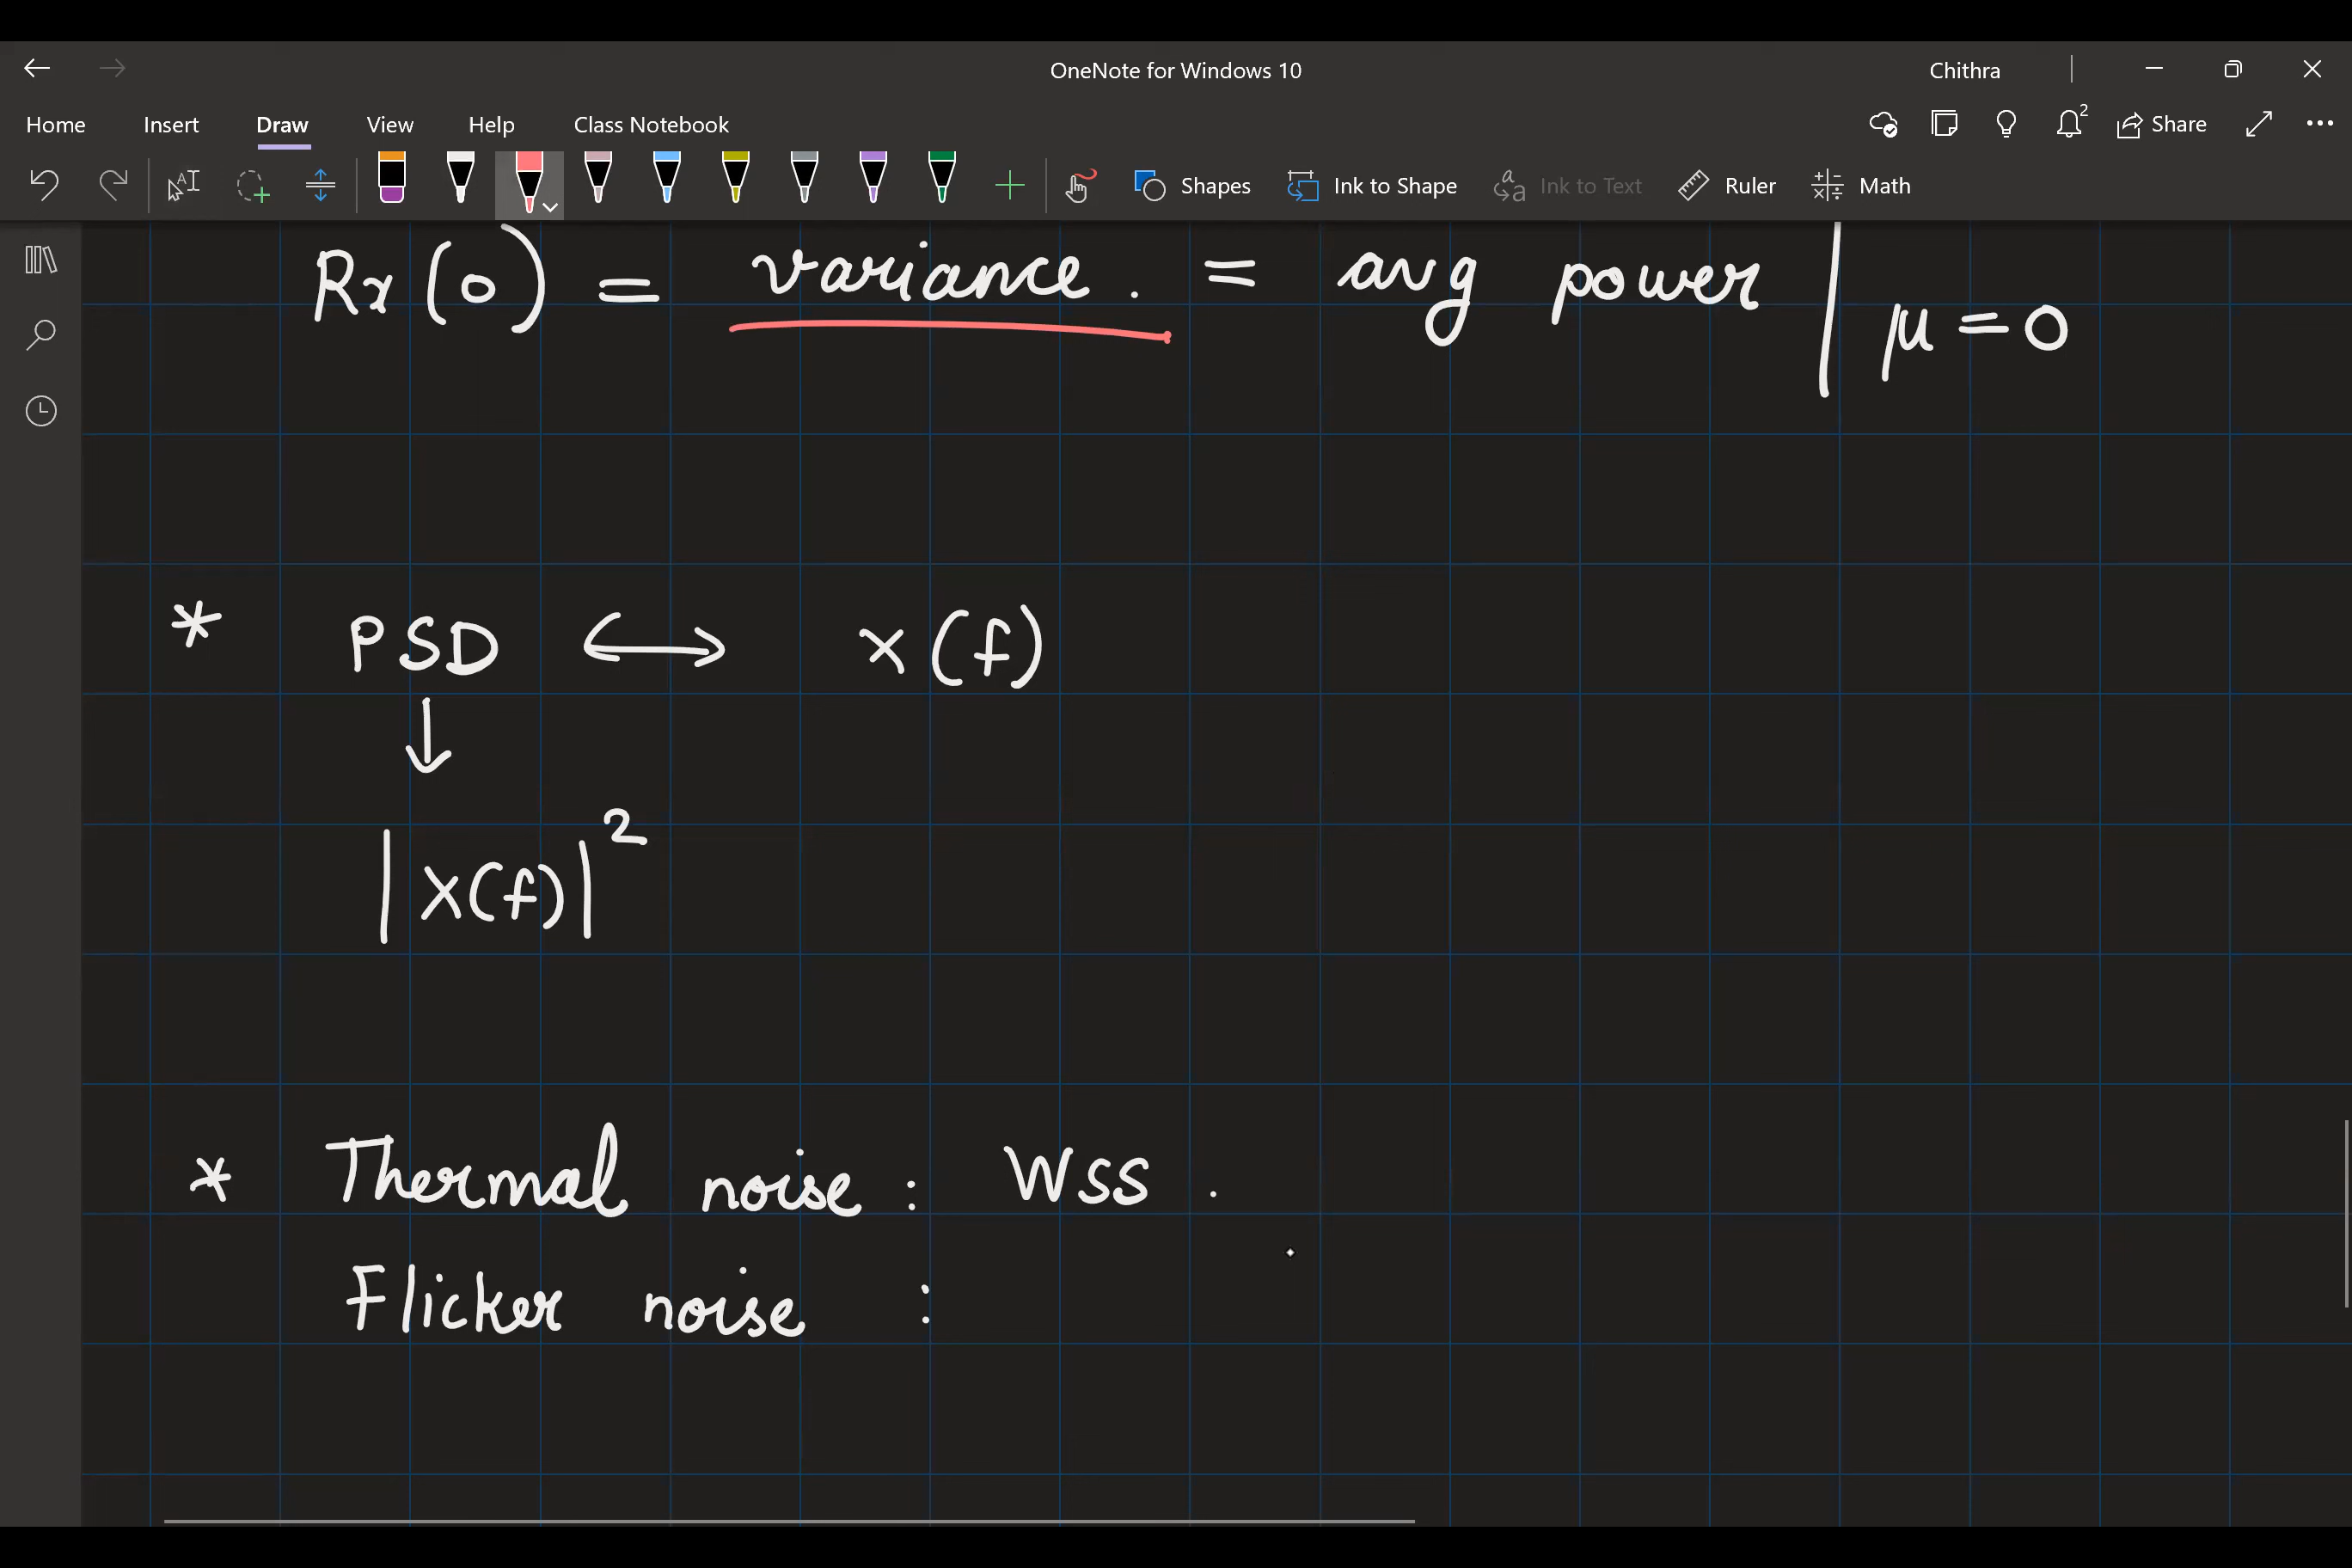 OneNote for Windows 10
Chithra
Home Insert Draw View Help Class Notebook
2
Share
Shapes Ink to Shape Ink to Text Ruler Math
Rx(0) = variance. = avg power | μ = 0
* PSD ⟷ x(f)
↓
|X(f)|²
* Thermal noise : WSS .
Flicker noise :